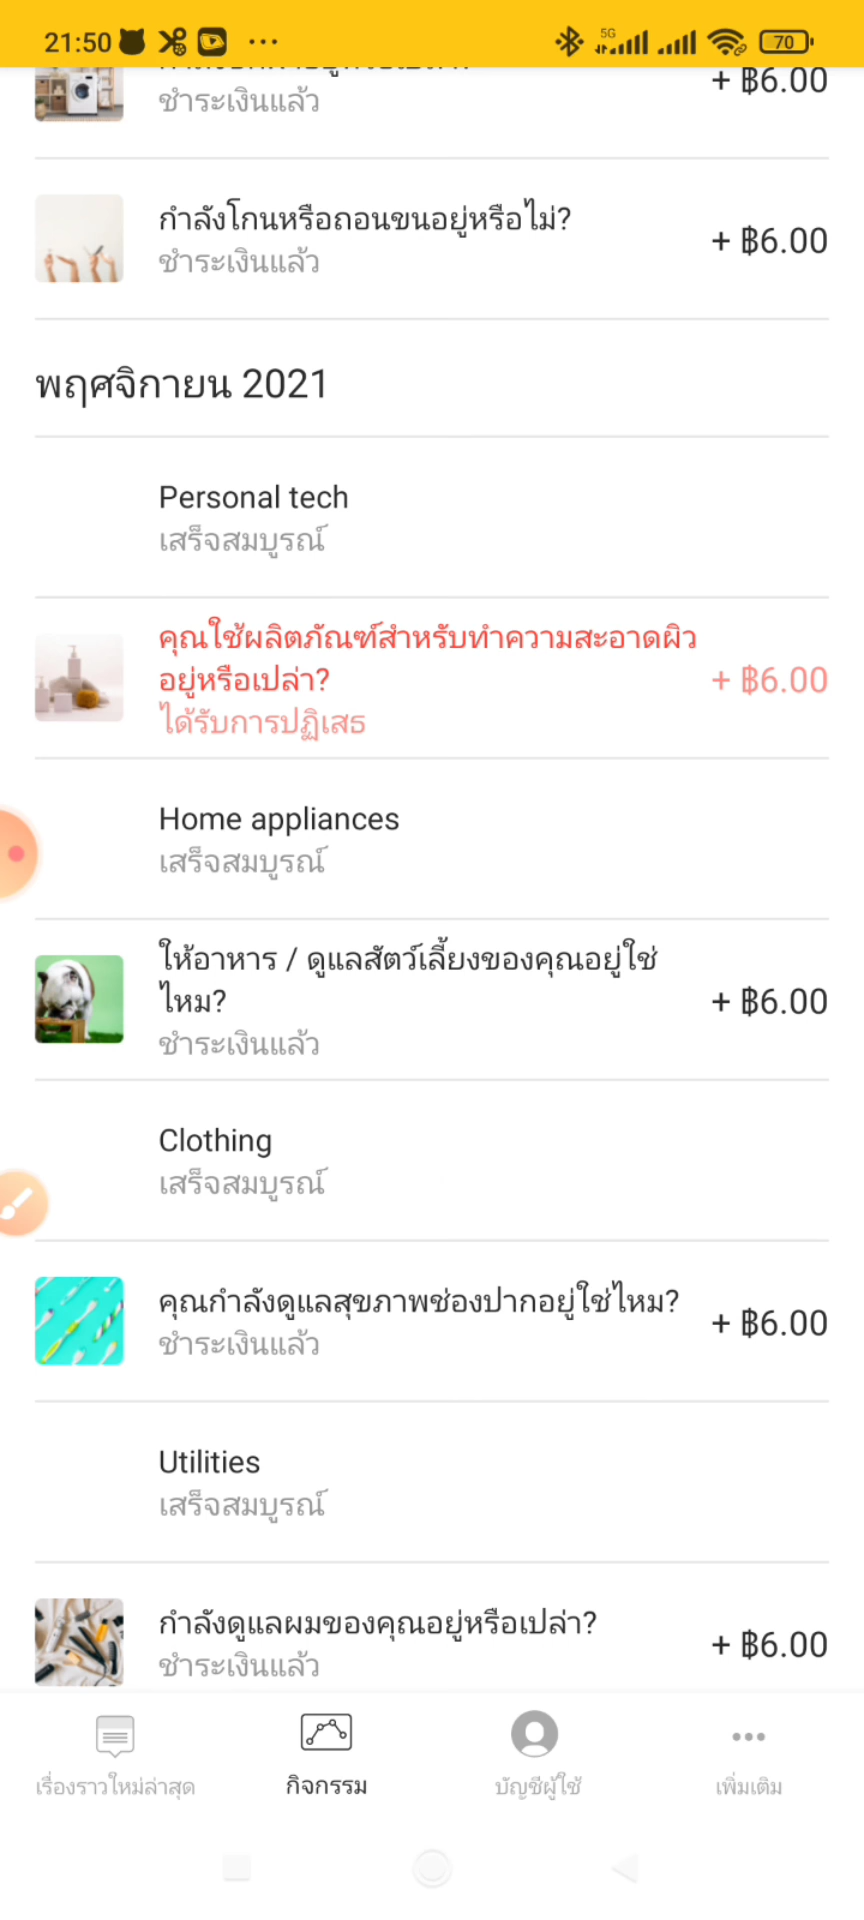 21:50
5G
70
+ ฿6.00
ชำระเงินแล้ว
กำลังโกนหรือถอนขนอยู่หรือไม่?
+ ฿6.00
ชำระเงินแล้ว
พฤศจิกายน 2021
Personal tech
เสร็จสมบูรณ์
คุณใช้ผลิตภัณฑ์สำหรับทำความสะอาดผิว
อยู่หรือเปล่า?
+ ฿6.00
ได้รับการปฏิเสธ
Home appliances
เสร็จสมบูรณ์
ให้อาหาร / ดูแลสัตว์เลี้ยงของคุณอยู่ใช่
ไหม?
+ ฿6.00
ชำระเงินแล้ว
Clothing
เสร็จสมบูรณ์
คุณกำลังดูแลสุขภาพช่องปากอยู่ใช่ไหม?
+ ฿6.00
ชำระเงินแล้ว
Utilities
เสร็จสมบูรณ์
กำลังดูแลผมของคุณอยู่หรือเปล่า?
+ ฿6.00
ชำระเงินแล้ว
เรื่องราวใหม่ล่าสุด
กิจกรรม
บัญชีผู้ใช้
เพิ่มเติม